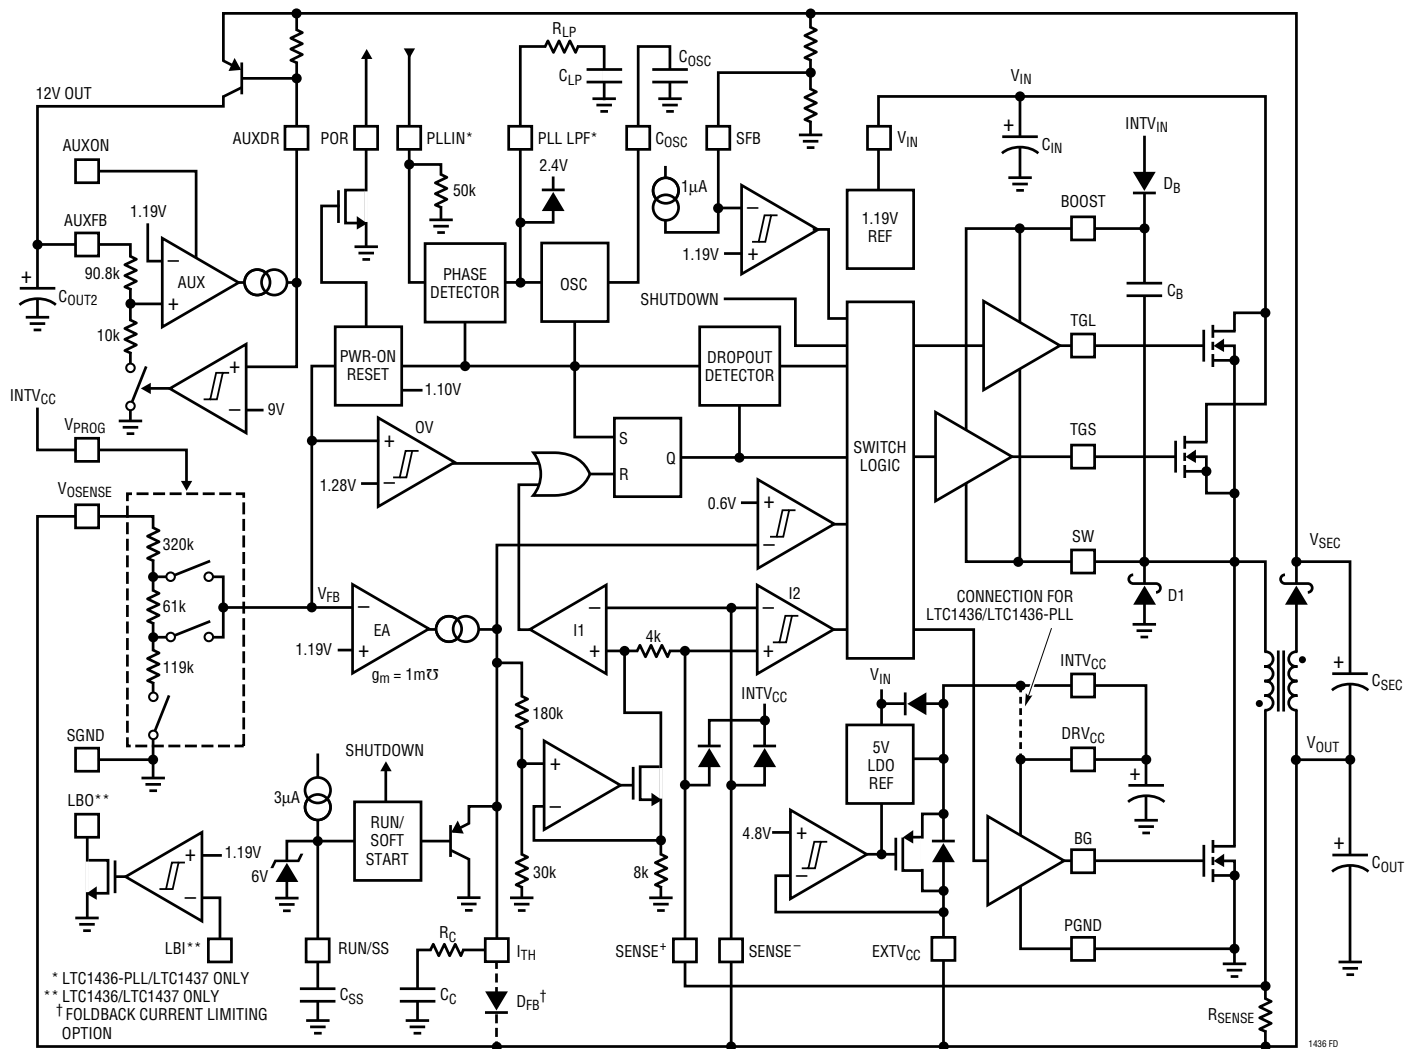 R_LP
C_LP
C_OSC
V_IN
12V OUT
AUXDR
POR
PLLIN*
PLL LPF*
C_OSC
SFB
V_IN
+
C_IN
INTV_IN
D_B
AUXON
2.4V
AUXFB
1.19V
50k
1µA
BOOST
1.19V
REF
90.8k
−
AUX
+
PHASE
DETECTOR
OSC
−
1.19V
+
+
C_OUT2
C_B
SHUTDOWN
10k
TGL
PWR-ON
RESET
DROPOUT
DETECTOR
+
1.10V
INTV_CC
−
9V
V_PROG
OV
+
S
TGS
Q
SWITCH
LOGIC
R
1.28V
−
V_OSENSE
0.6V
+
320k
−
SW
V_SEC
V_FB
61k
−
EA
−
I1
−
I2
CONNECTION FOR
LTC1436/LTC1436-PLL
D1
4k
1.19V
+
+
+
119k
g_m = 1m℧
V_IN
INTV_CC
+
C_SEC
INTV_CC
180k
SGND
SHUTDOWN
5V
LDO
REF
DRV_CC
V_OUT
+
3µA
+
LBO**
RUN/
SOFT
START
−
4.8V
+
BG
+
C_OUT
+
1.19V
6V
30k
8k
−
−
PGND
LBI**
RUN/SS
R_C
I_TH
SENSE+
SENSE−
EXTV_CC
* LTC1436-PLL/LTC1437 ONLY
** LTC1436/LTC1437 ONLY
† FOLDBACK CURRENT LIMITING
OPTION
C_SS
C_C
D_FB†
R_SENSE
1436 FD